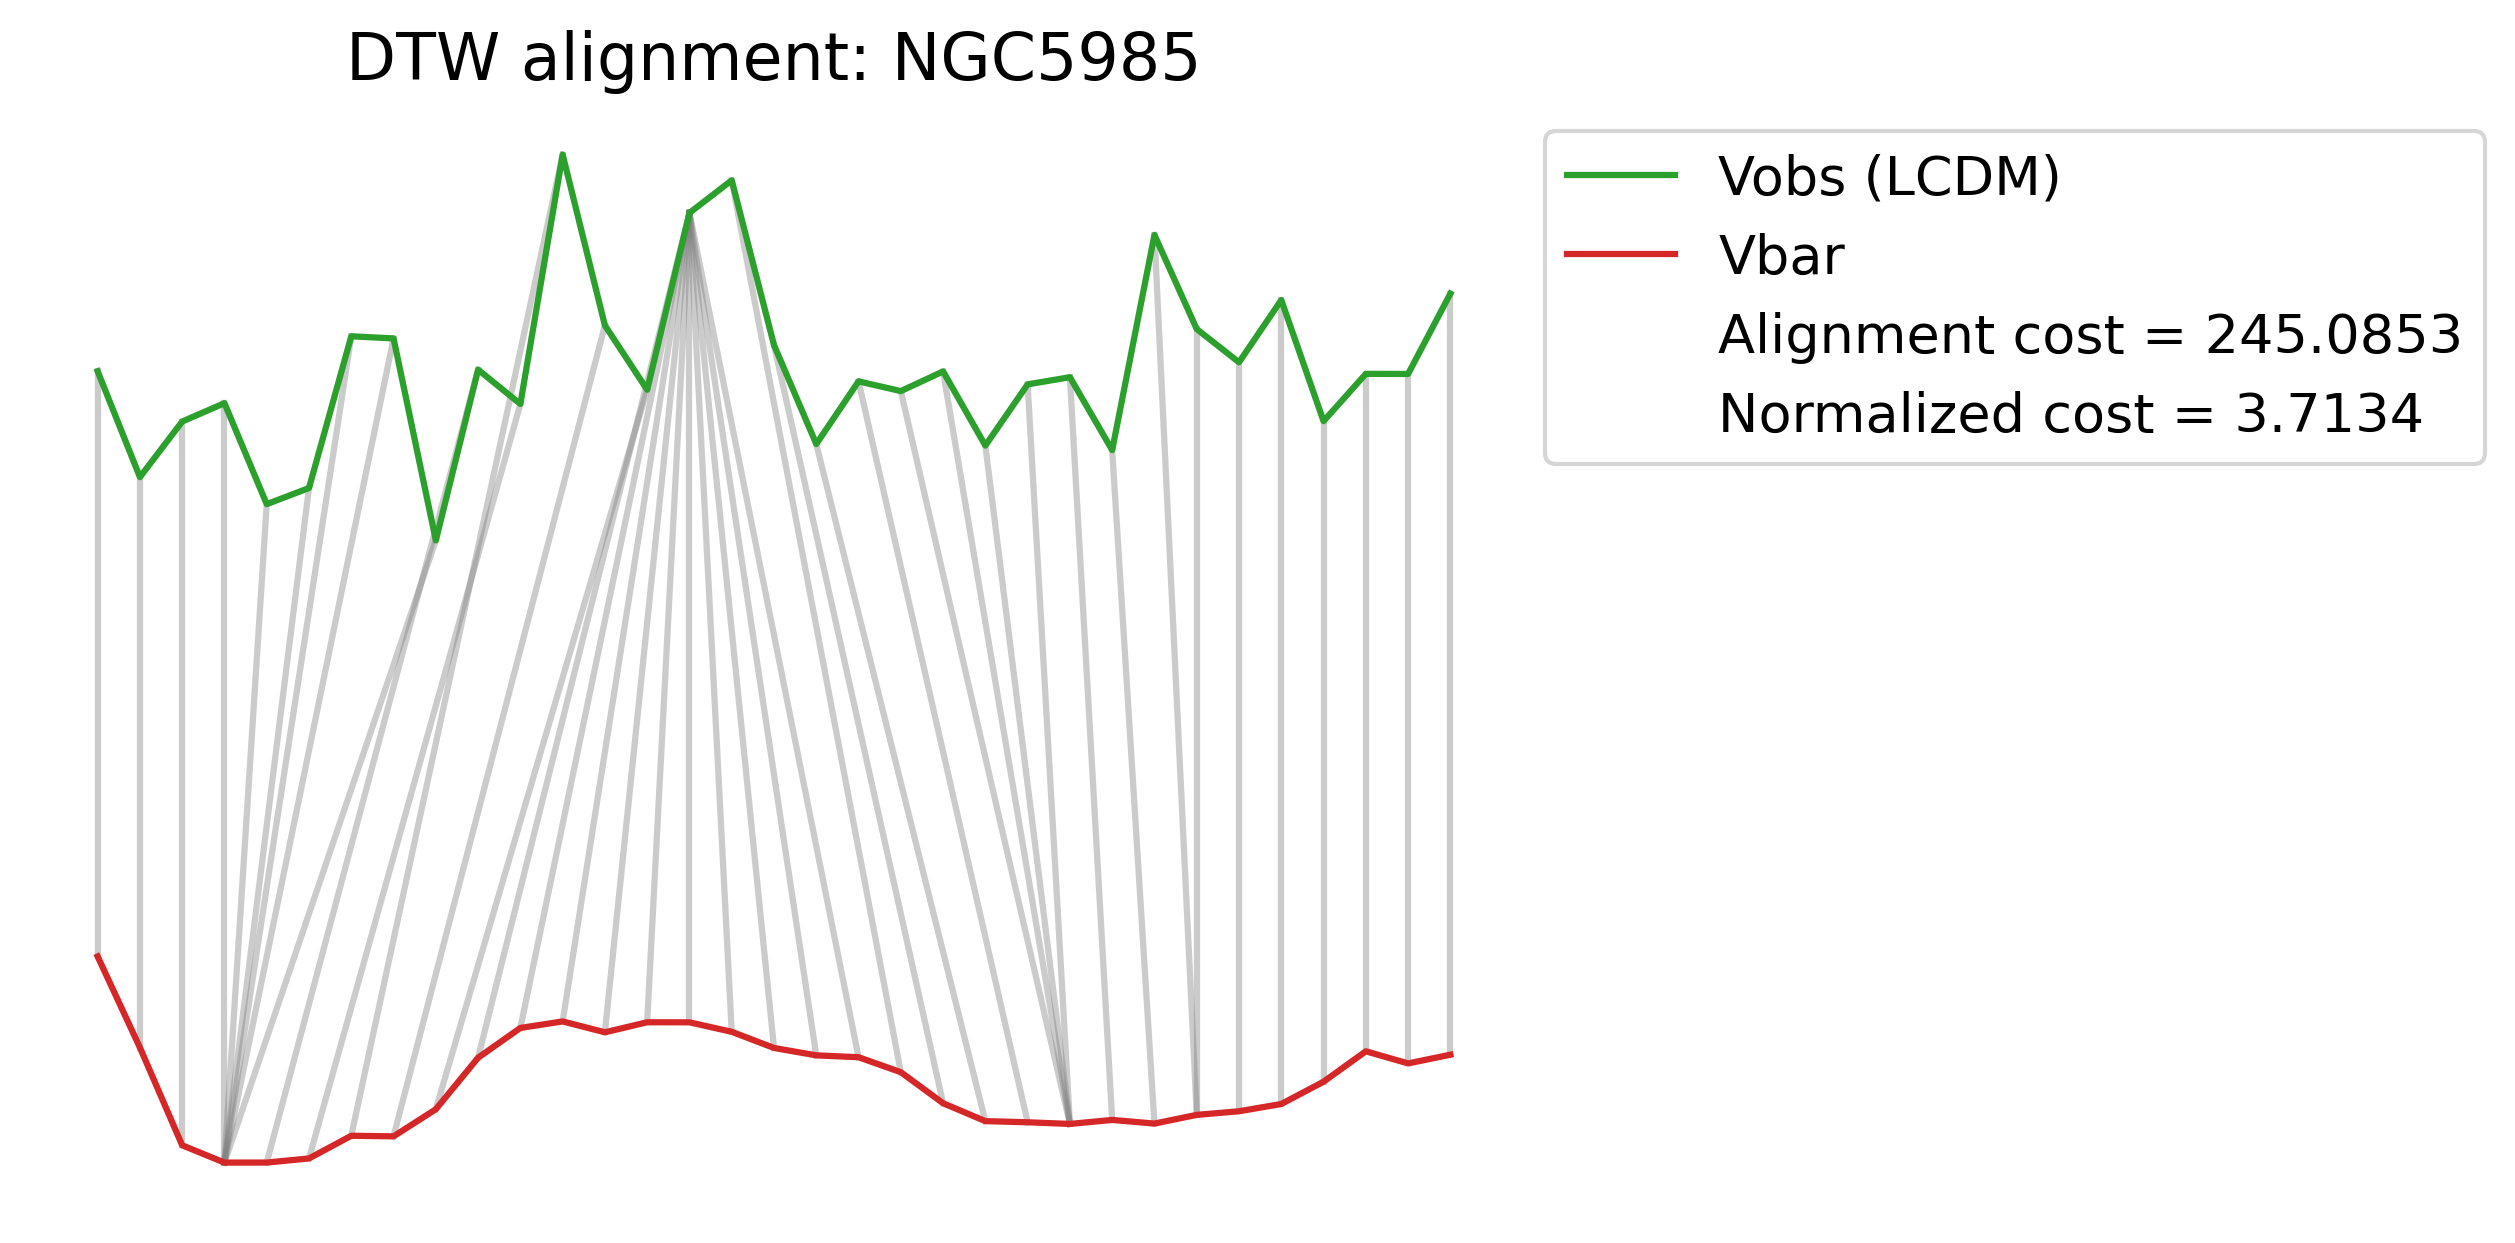 DTW alignment: NGC5985
Vobs (LCDM)
Vbar
Alignment cost = 245.0853
Normalized cost = 3.7134